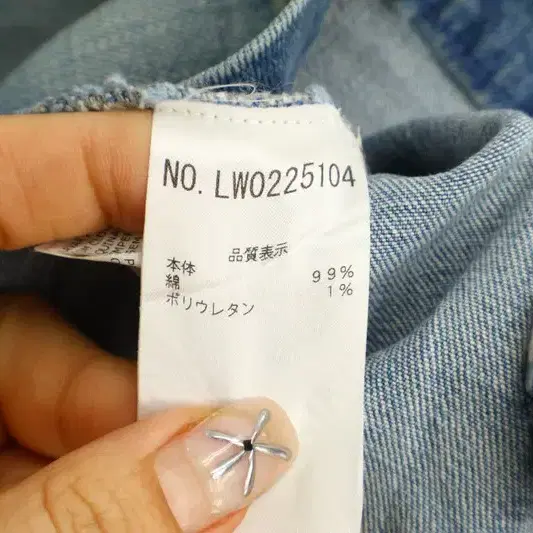 NO. LW0225104
品質表示
本体
綿 99%
ポリウレタン 1%